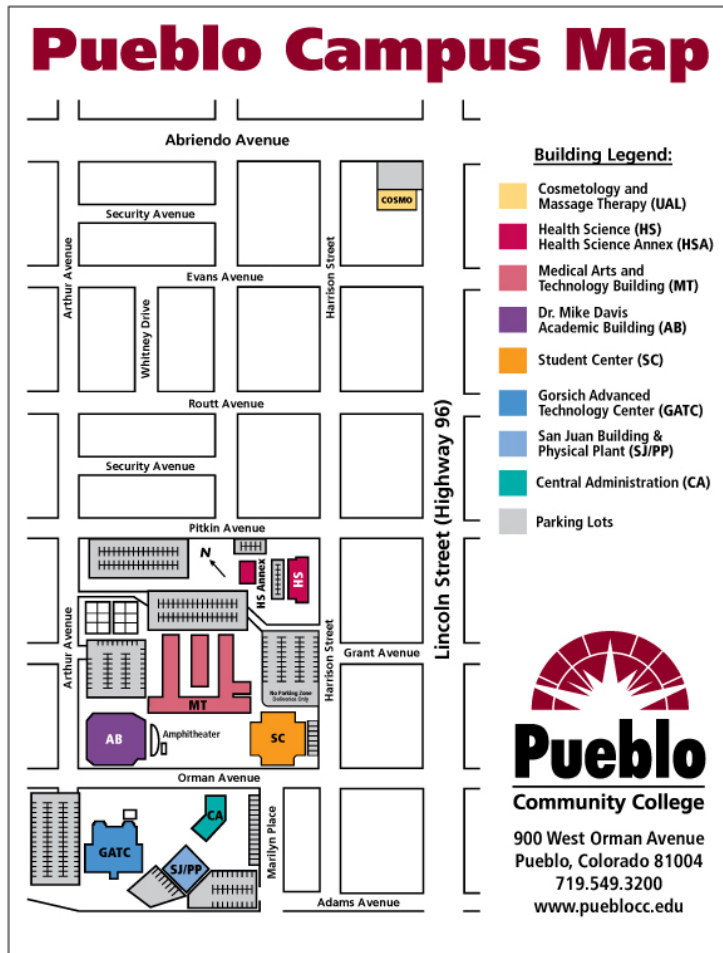 Pueblo Campus Map
Abriendo Avenue
COSMO
Security Avenue
Arthur Avenue
Harrison Street
Evans Avenue
Whitney Drive
Routt Avenue
Lincoln Street (Highway 96)
Security Avenue
Pitkin Avenue
N
HS Annex
HS
Arthur Avenue
Harrison Street
Grant Avenue
No Parking Zone
Deliveries Only
MT
AB
Amphitheater
SC
Orman Avenue
CA
Marilyn Place
GATC
SJ/PP
Adams Avenue
Building Legend:
Cosmetology and
Massage Therapy (UAL)
Health Science (HS)
Health Science Annex (HSA)
Medical Arts and
Technology Building (MT)
Dr. Mike Davis
Academic Building (AB)
Student Center (SC)
Gorsich Advanced
Technology Center (GATC)
San Juan Building &
Physical Plant (SJ/PP)
Central Administration (CA)
Parking Lots
Pueblo
Community College
900 West Orman Avenue
Pueblo, Colorado 81004
719.549.3200
www.pueblocc.edu